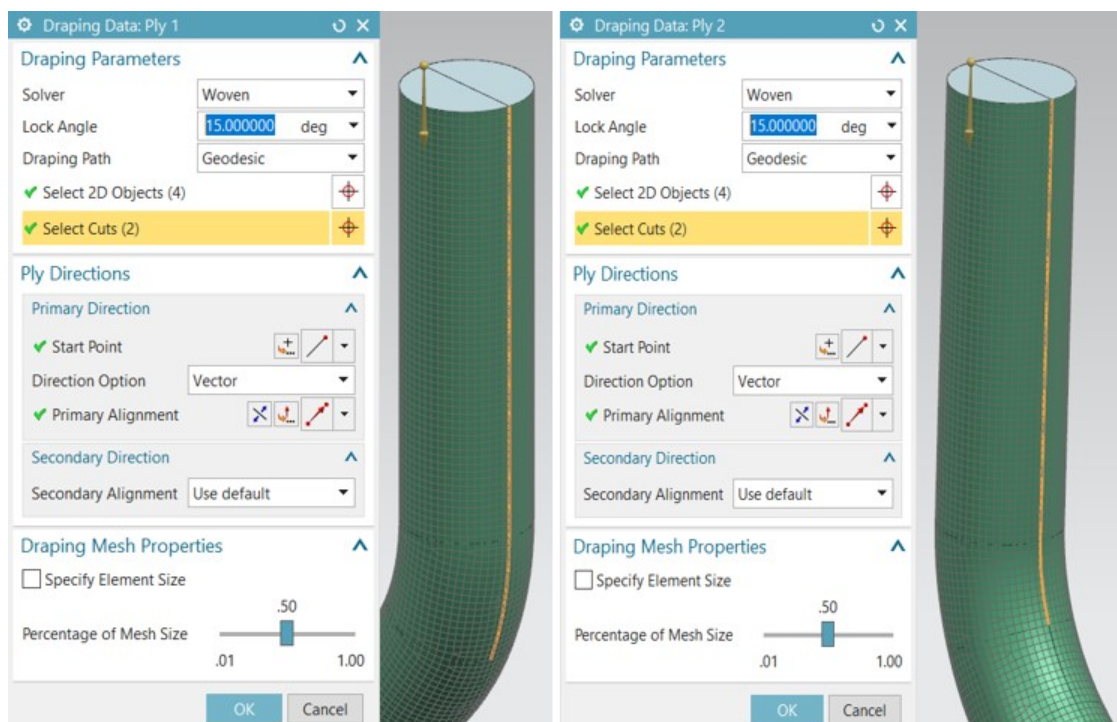 Draping Data: Ply 1
Draping Parameters
Solver Woven
Lock Angle 15.000000 deg
Draping Path Geodesic
Select 2D Objects (4)
Select Cuts (2)
Ply Directions
Primary Direction
Start Point
Direction Option Vector
Primary Alignment
Secondary Direction
Secondary Alignment Use default
Draping Mesh Properties
Specify Element Size
.50
Percentage of Mesh Size
.01 1.00
OK Cancel
Draping Data: Ply 2
Draping Parameters
Solver Woven
Lock Angle 15.000000 deg
Draping Path Geodesic
Select 2D Objects (4)
Select Cuts (2)
Ply Directions
Primary Direction
Start Point
Direction Option Vector
Primary Alignment
Secondary Direction
Secondary Alignment Use default
Draping Mesh Properties
Specify Element Size
.50
Percentage of Mesh Size
.01 1.00
OK Cancel